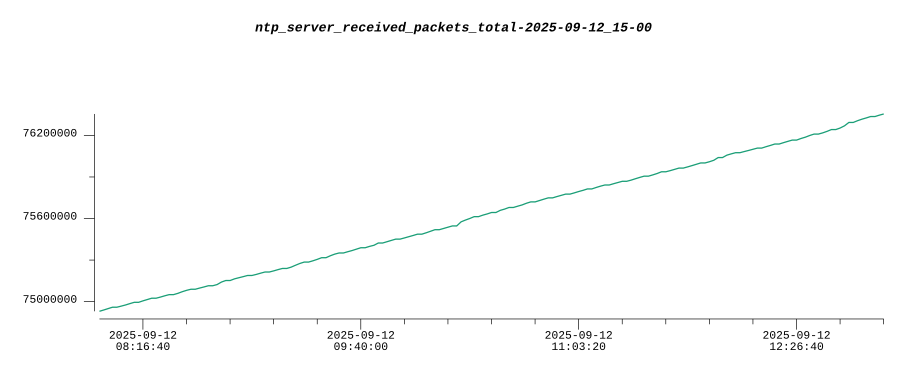 ntp_server_received_packets_total-2025-09-12_15-00
76200000
75600000
75000000
2025-09-12 2025-09-12 2025-09-12 2025-09-12
08:16:40 09:40:00 11:03:20 12:26:40